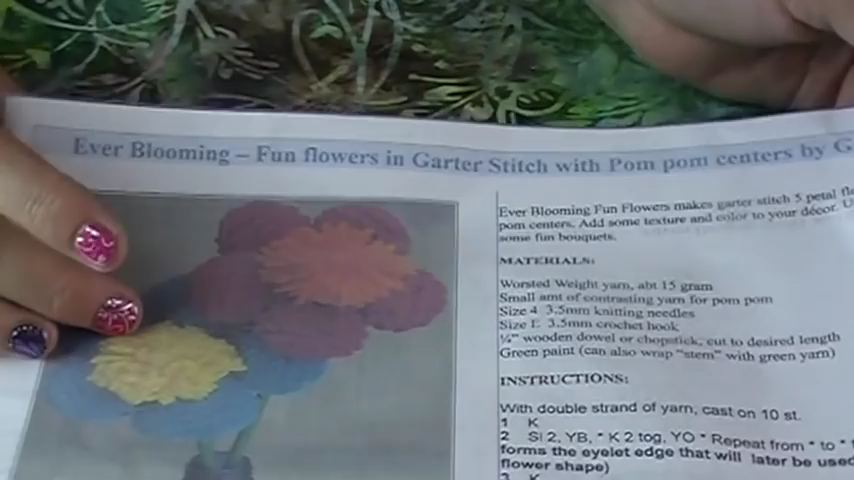 Ever Blooming – Fun flowers in Garter Stitch with Pom pom centers by G
Ever Blooming Fun Flowers makes garter stitch 5 petal
pom centers. Add some texture and color to your décor.
some fun bouquets.
MATERIALS:
Worsted Weight yarn, abt 15 gram
Small amt of contrasting yarn for pom pom
Size 4 3.5mm knitting needles
Size E 3.5mm crochet hook
¼" wooden dowel or chopstick, cut to desired length
Green paint (can also wrap "stem" with green yarn)
INSTRUCTIONS:
With double strand of yarn, cast on 10 st.
1 K
2 Sl 2, YB, * K 2 tog, YO * Repeat from * to *
forms the eyelet edge that will later be used
flower shape)
3 K